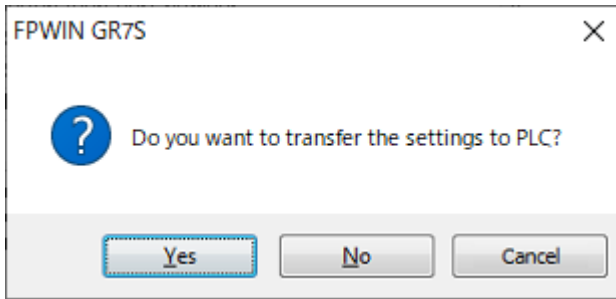 FPWIN GR7S
Do you want to transfer the settings to PLC?
Yes
No
Cancel